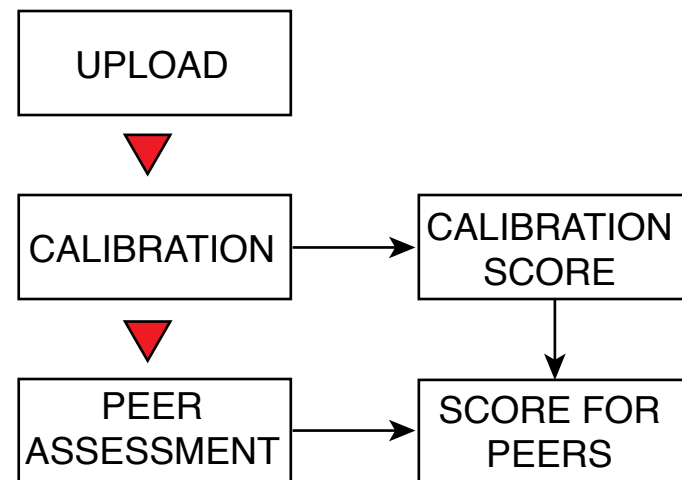 UPLOAD
CALIBRATION
CALIBRATION
SCORE
PEER
ASSESSMENT
SCORE FOR
PEERS